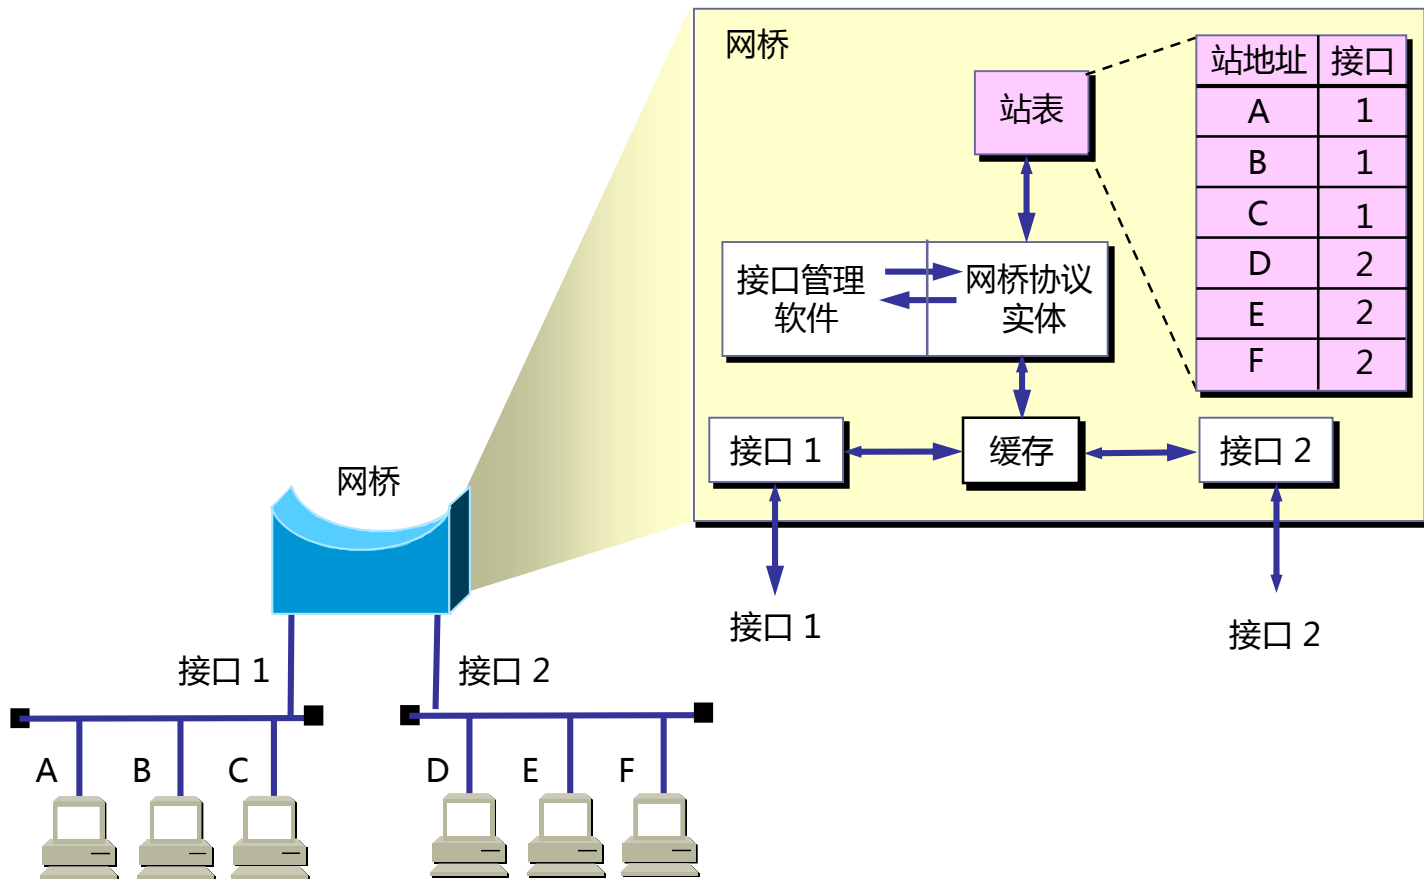 网桥
站表
站地址 接口
A 1
B 1
C 1
D 2
E 2
F 2
接口管理
软件
网桥协议
实体
接口 1
缓存
接口 2
接口 1
接口 2
网桥
接口 1
接口 2
A B C
D E F